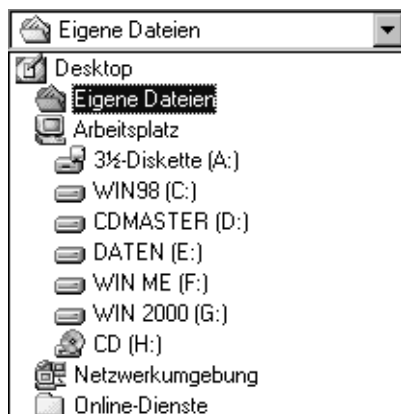 Eigene Dateien
Desktop
Eigene Dateien
Arbeitsplatz
3½-Diskette (A:)
WIN98 (C:)
CDMASTER (D:)
DATEN (E:)
WIN ME (F:)
WIN 2000 (G:)
CD (H:)
Netzwerkumgebung
Online-Dienste